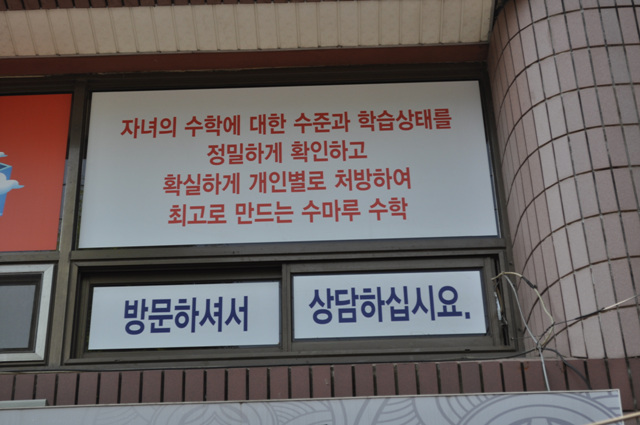 자녀의 수학에 대한 수준과 학습상태를
정밀하게 확인하고
확실하게 개인별로 처방하여
최고로 만드는 수마루 수학
방문하셔서 상담하십시요.